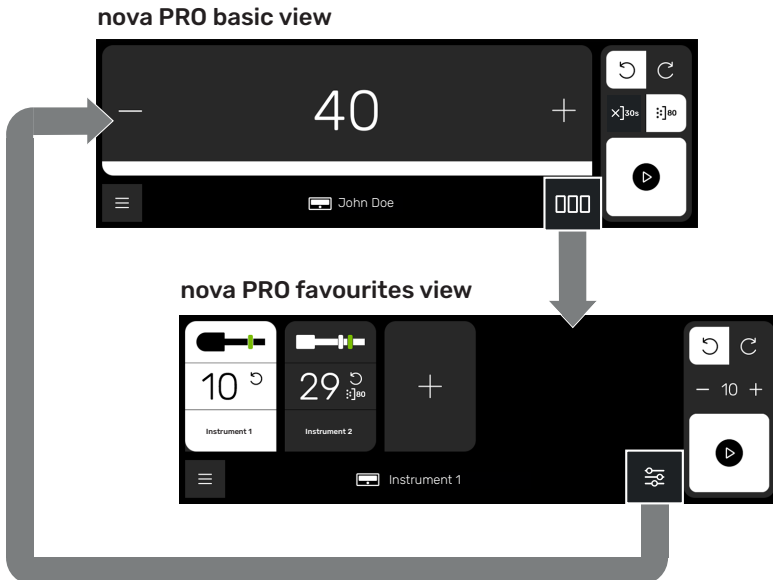 nova PRO basic view
40
X]30s
]80
John Doe
nova PRO favourites view
10
29
]80
10
Instrument 1
Instrument 2
Instrument 1